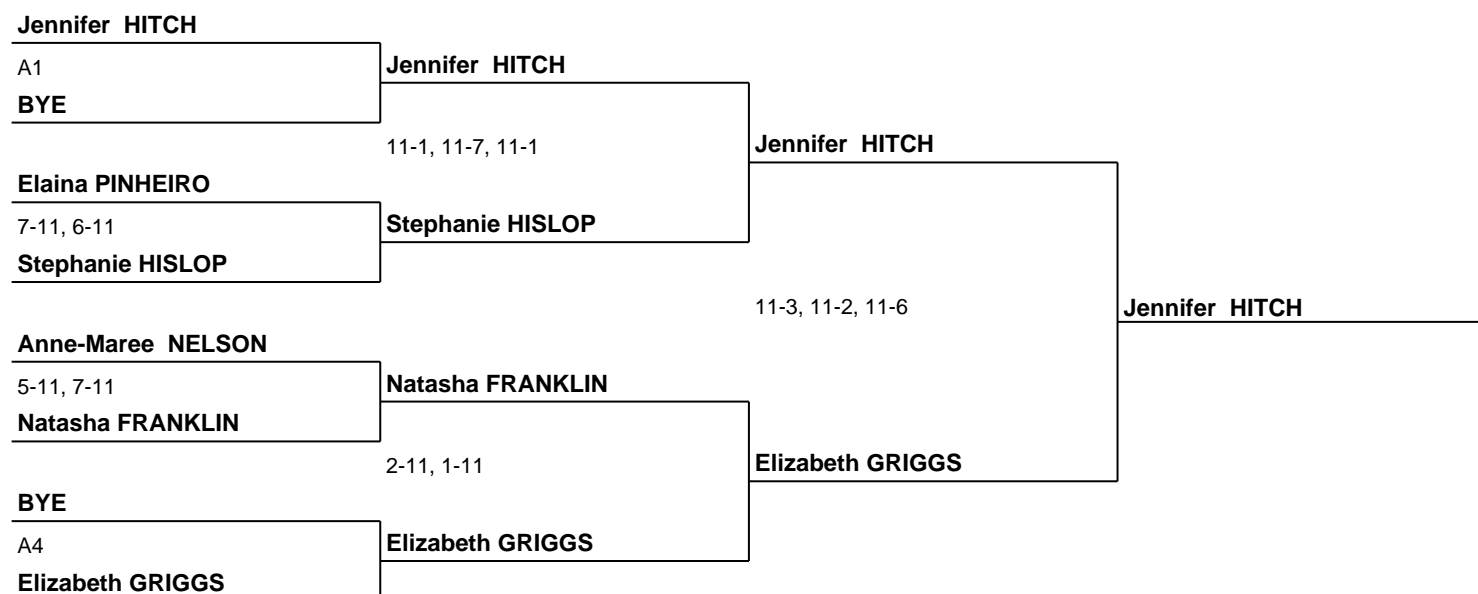 Jennifer HITCH
A1
Jennifer HITCH
BYE
11-1, 11-7, 11-1
Jennifer HITCH
Elaina PINHEIRO
7-11, 6-11
Stephanie HISLOP
Stephanie HISLOP
11-3, 11-2, 11-6
Jennifer HITCH
Anne-Maree NELSON
5-11, 7-11
Natasha FRANKLIN
Natasha FRANKLIN
2-11, 1-11
Elizabeth GRIGGS
BYE
A4
Elizabeth GRIGGS
Elizabeth GRIGGS